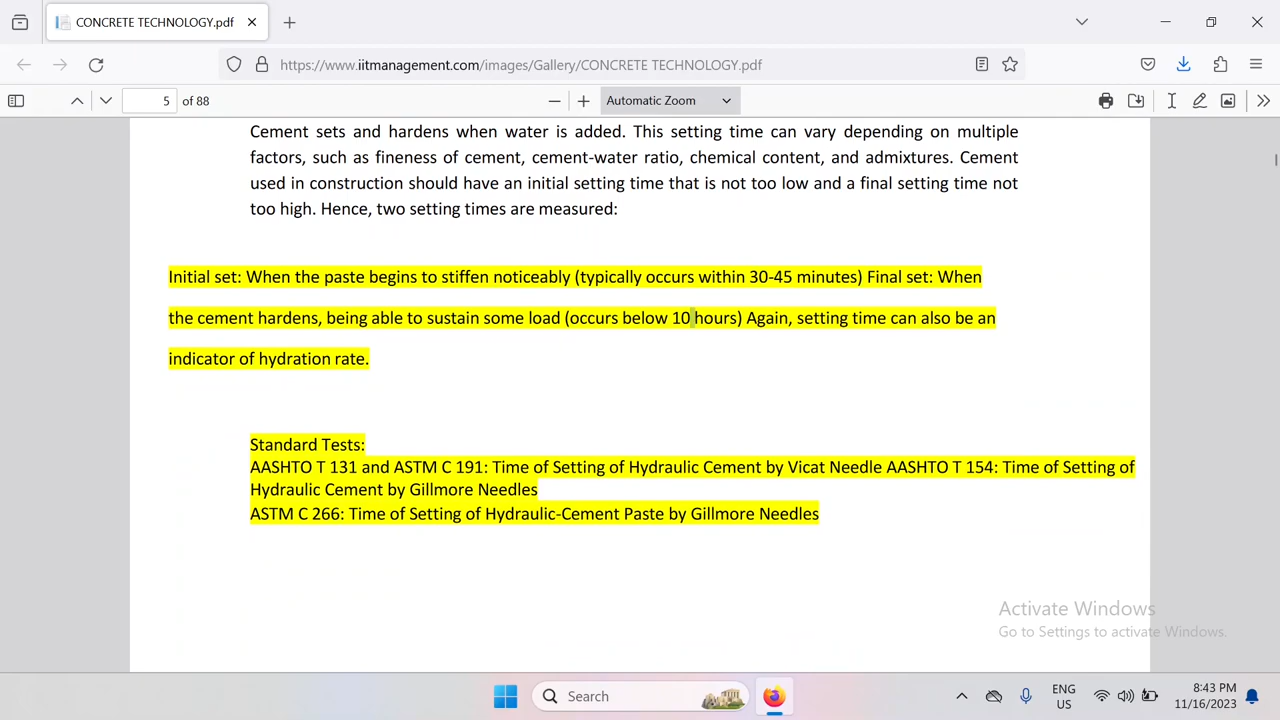 CONCRETE TECHNOLOGY.pdf
https://www.iitmanagement.com/images/Gallery/CONCRETE TECHNOLOGY.pdf
5 of 88
Automatic Zoom
Cement sets and hardens when water is added. This setting time can vary depending on multiple
factors, such as fineness of cement, cement-water ratio, chemical content, and admixtures. Cement
used in construction should have an initial setting time that is not too low and a final setting time not
too high. Hence, two setting times are measured:
Initial set: When the paste begins to stiffen noticeably (typically occurs within 30-45 minutes) Final set: When
the cement hardens, being able to sustain some load (occurs below 10 hours) Again, setting time can also be an
indicator of hydration rate.
Standard Tests:
AASHTO T 131 and ASTM C 191: Time of Setting of Hydraulic Cement by Vicat Needle AASHTO T 154: Time of Setting of
Hydraulic Cement by Gillmore Needles
ASTM C 266: Time of Setting of Hydraulic-Cement Paste by Gillmore Needles
Activate Windows
Go to Settings to activate Windows.
Search
ENG
US
8:43 PM
11/16/2023